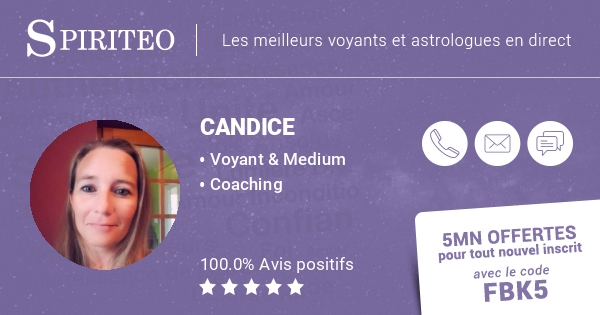 SPIRITEO
Les meilleurs voyants et astrologues en direct
CANDICE
• Voyant & Medium
• Coaching
100.0% Avis positifs
5MN OFFERTES
pour tout nouvel inscrit
avec le code
FBK5